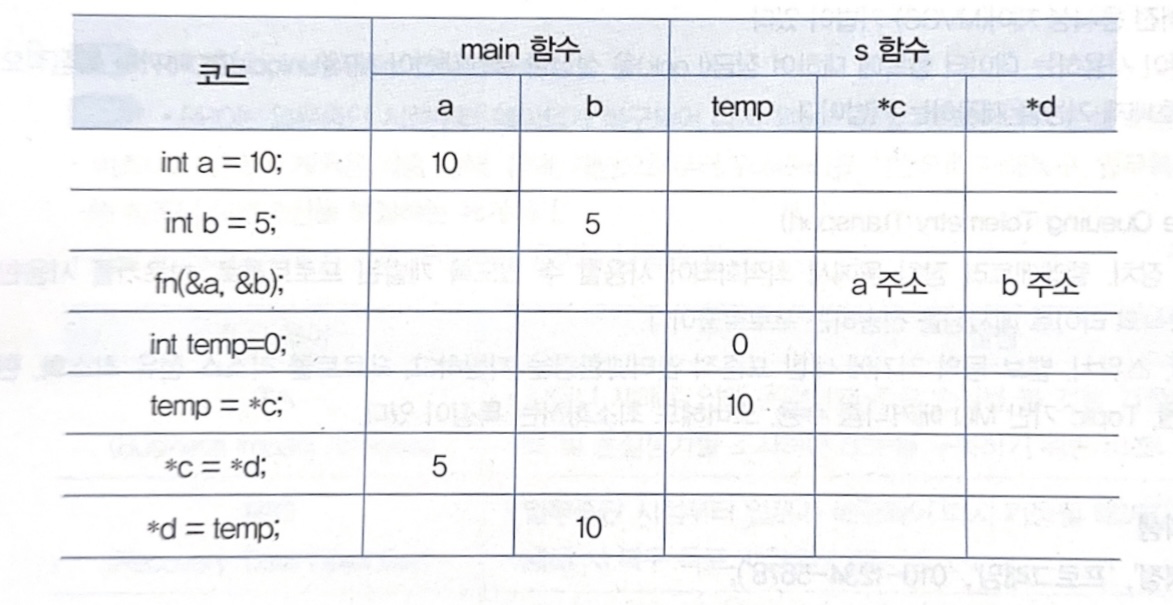 코드 main 함수 s 함수
a b temp *c *d
int a = 10; 10
int b = 5; 5
fn(&a, &b); a 주소 b 주소
int temp=0; 0
temp = *c; 10
*c = *d; 5
*d = temp; 10